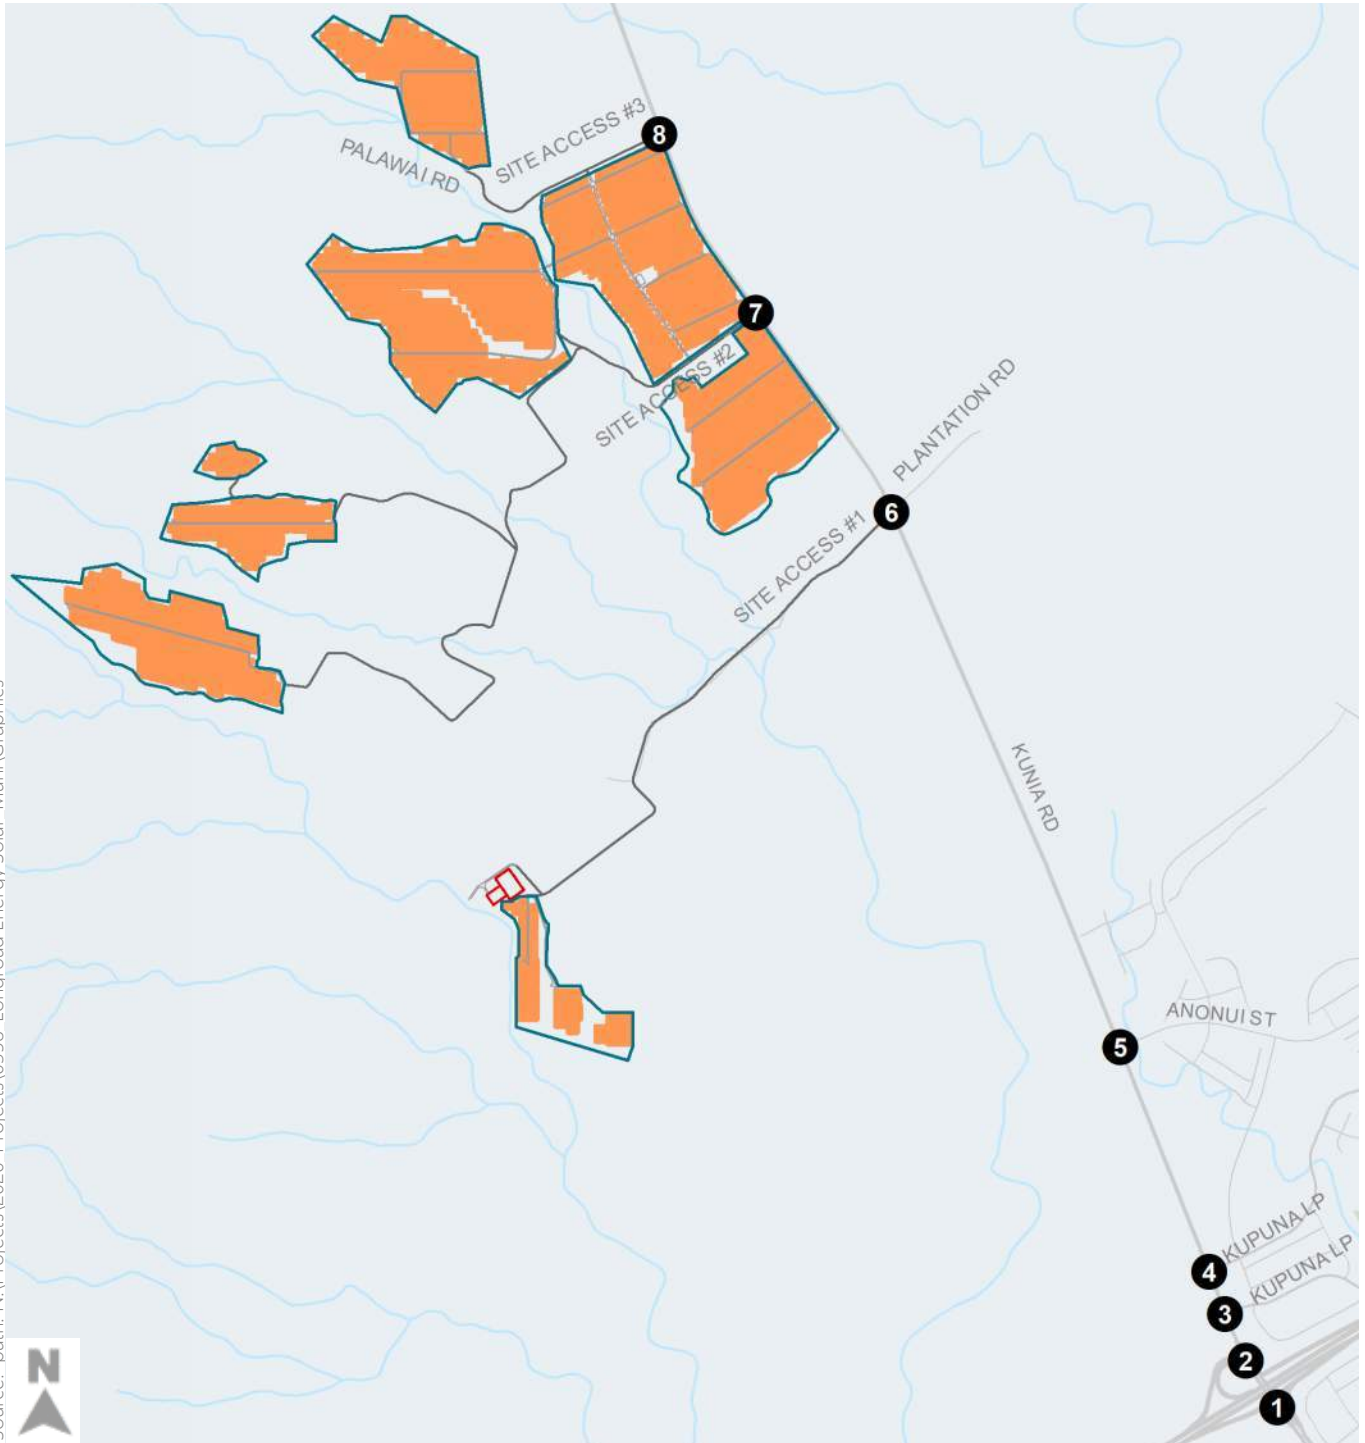 8
SITE ACCESS #3
PALAWAI RD
7
SITE ACCESS #2
PLANTATION RD
6
SITE ACCESS #1
KUNIA RD
ANONUI ST
5
KUPUNA LP
4
KUPUNA LP
3
2
1
N